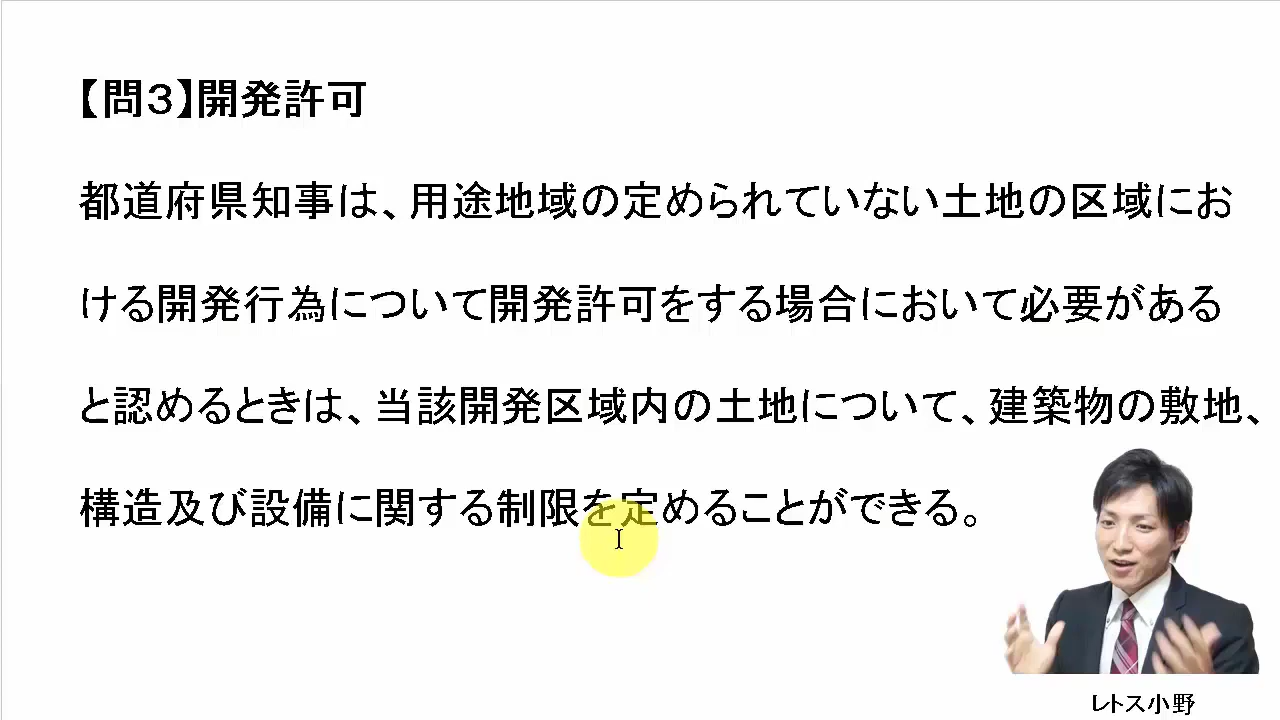 【問３】開発許可
都道府県知事は、用途地域の定められていない土地の区域にお
ける開発行為について開発許可をする場合において必要がある
と認めるときは、当該開発区域内の土地について、建築物の敷地、
構造及び設備に関する制限を定めることができる。
レトス小野